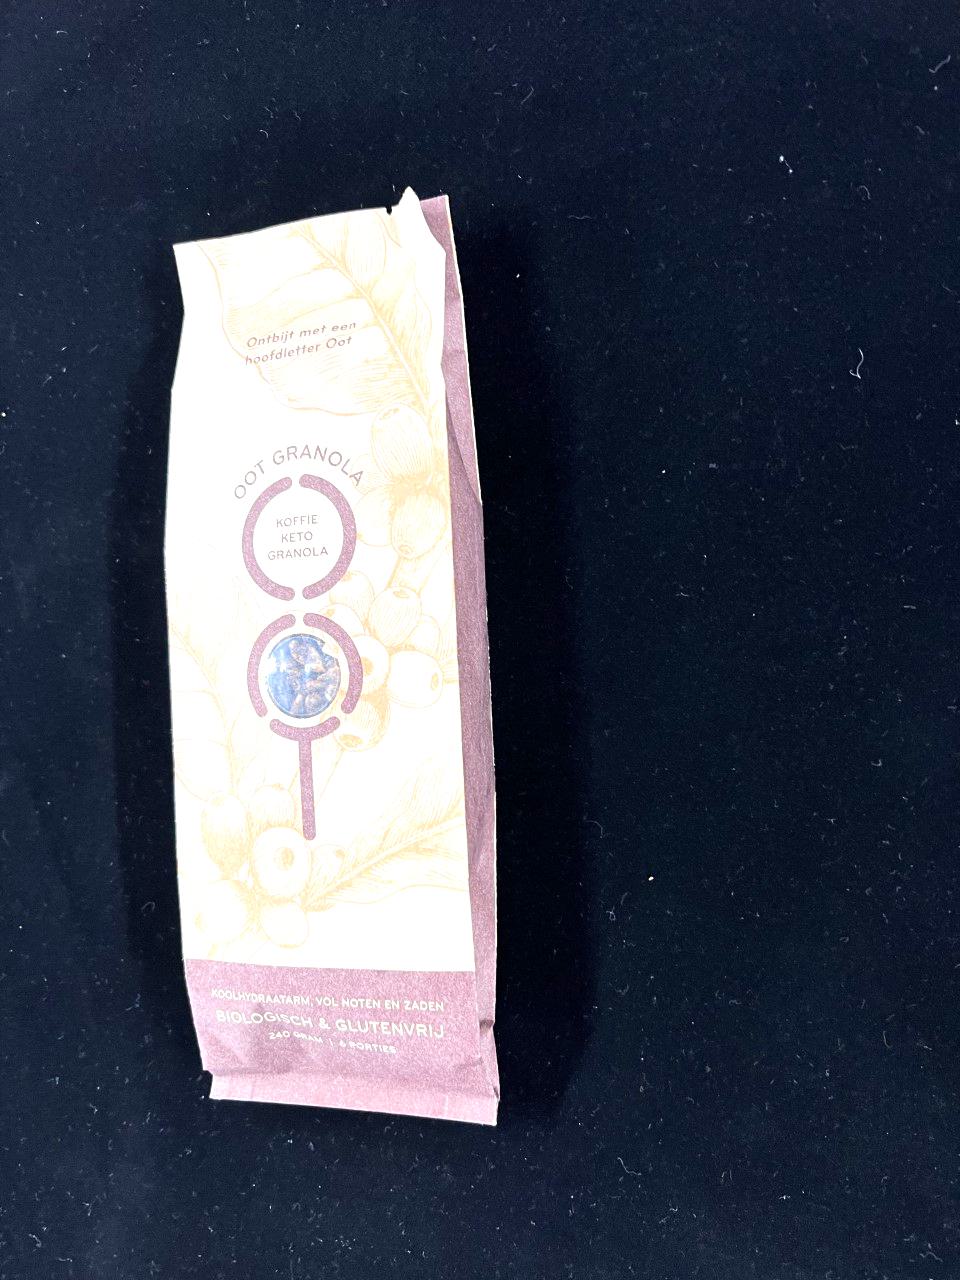 Ontbijt met een
hoofdletter Oot
OOT GRANOLA
KOFFIE
KETO
GRANOLA
KOOLHYDRAATARM, VOL NOTEN EN ZADEN
BIOLOGISCH & GLUTENVRIJ
240 GRAM | 6 PORTIES